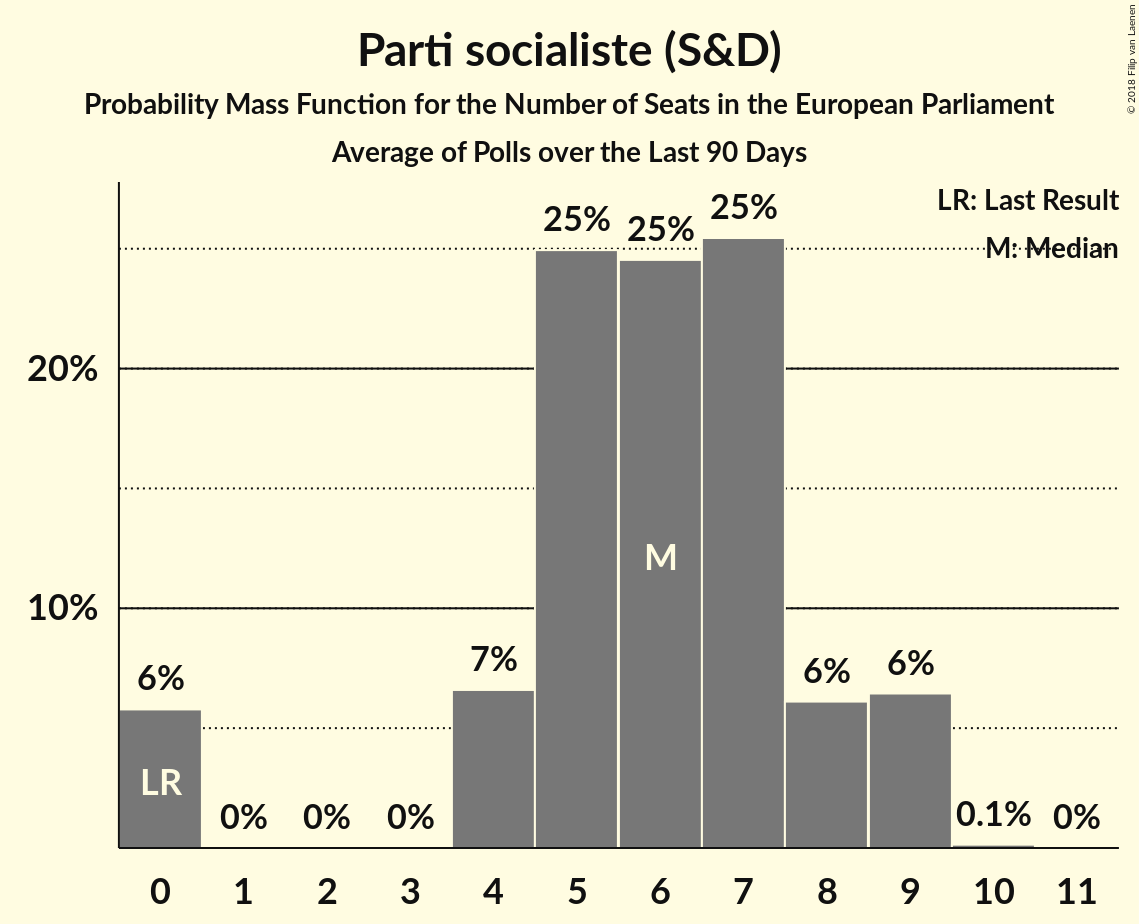 Parti socialiste (S&D)
Probability Mass Function for the Number of Seats in the European Parliament
Average of Polls over the Last 90 Days
© 2018 Filip van Laenen
LR: Last Result
M: Median
25% 25% 25%
20%
10%
6% 0% 0% 0% 7% 6% 6% 0.1% 0%
LR M
0 1 2 3 4 5 6 7 8 9 10 11